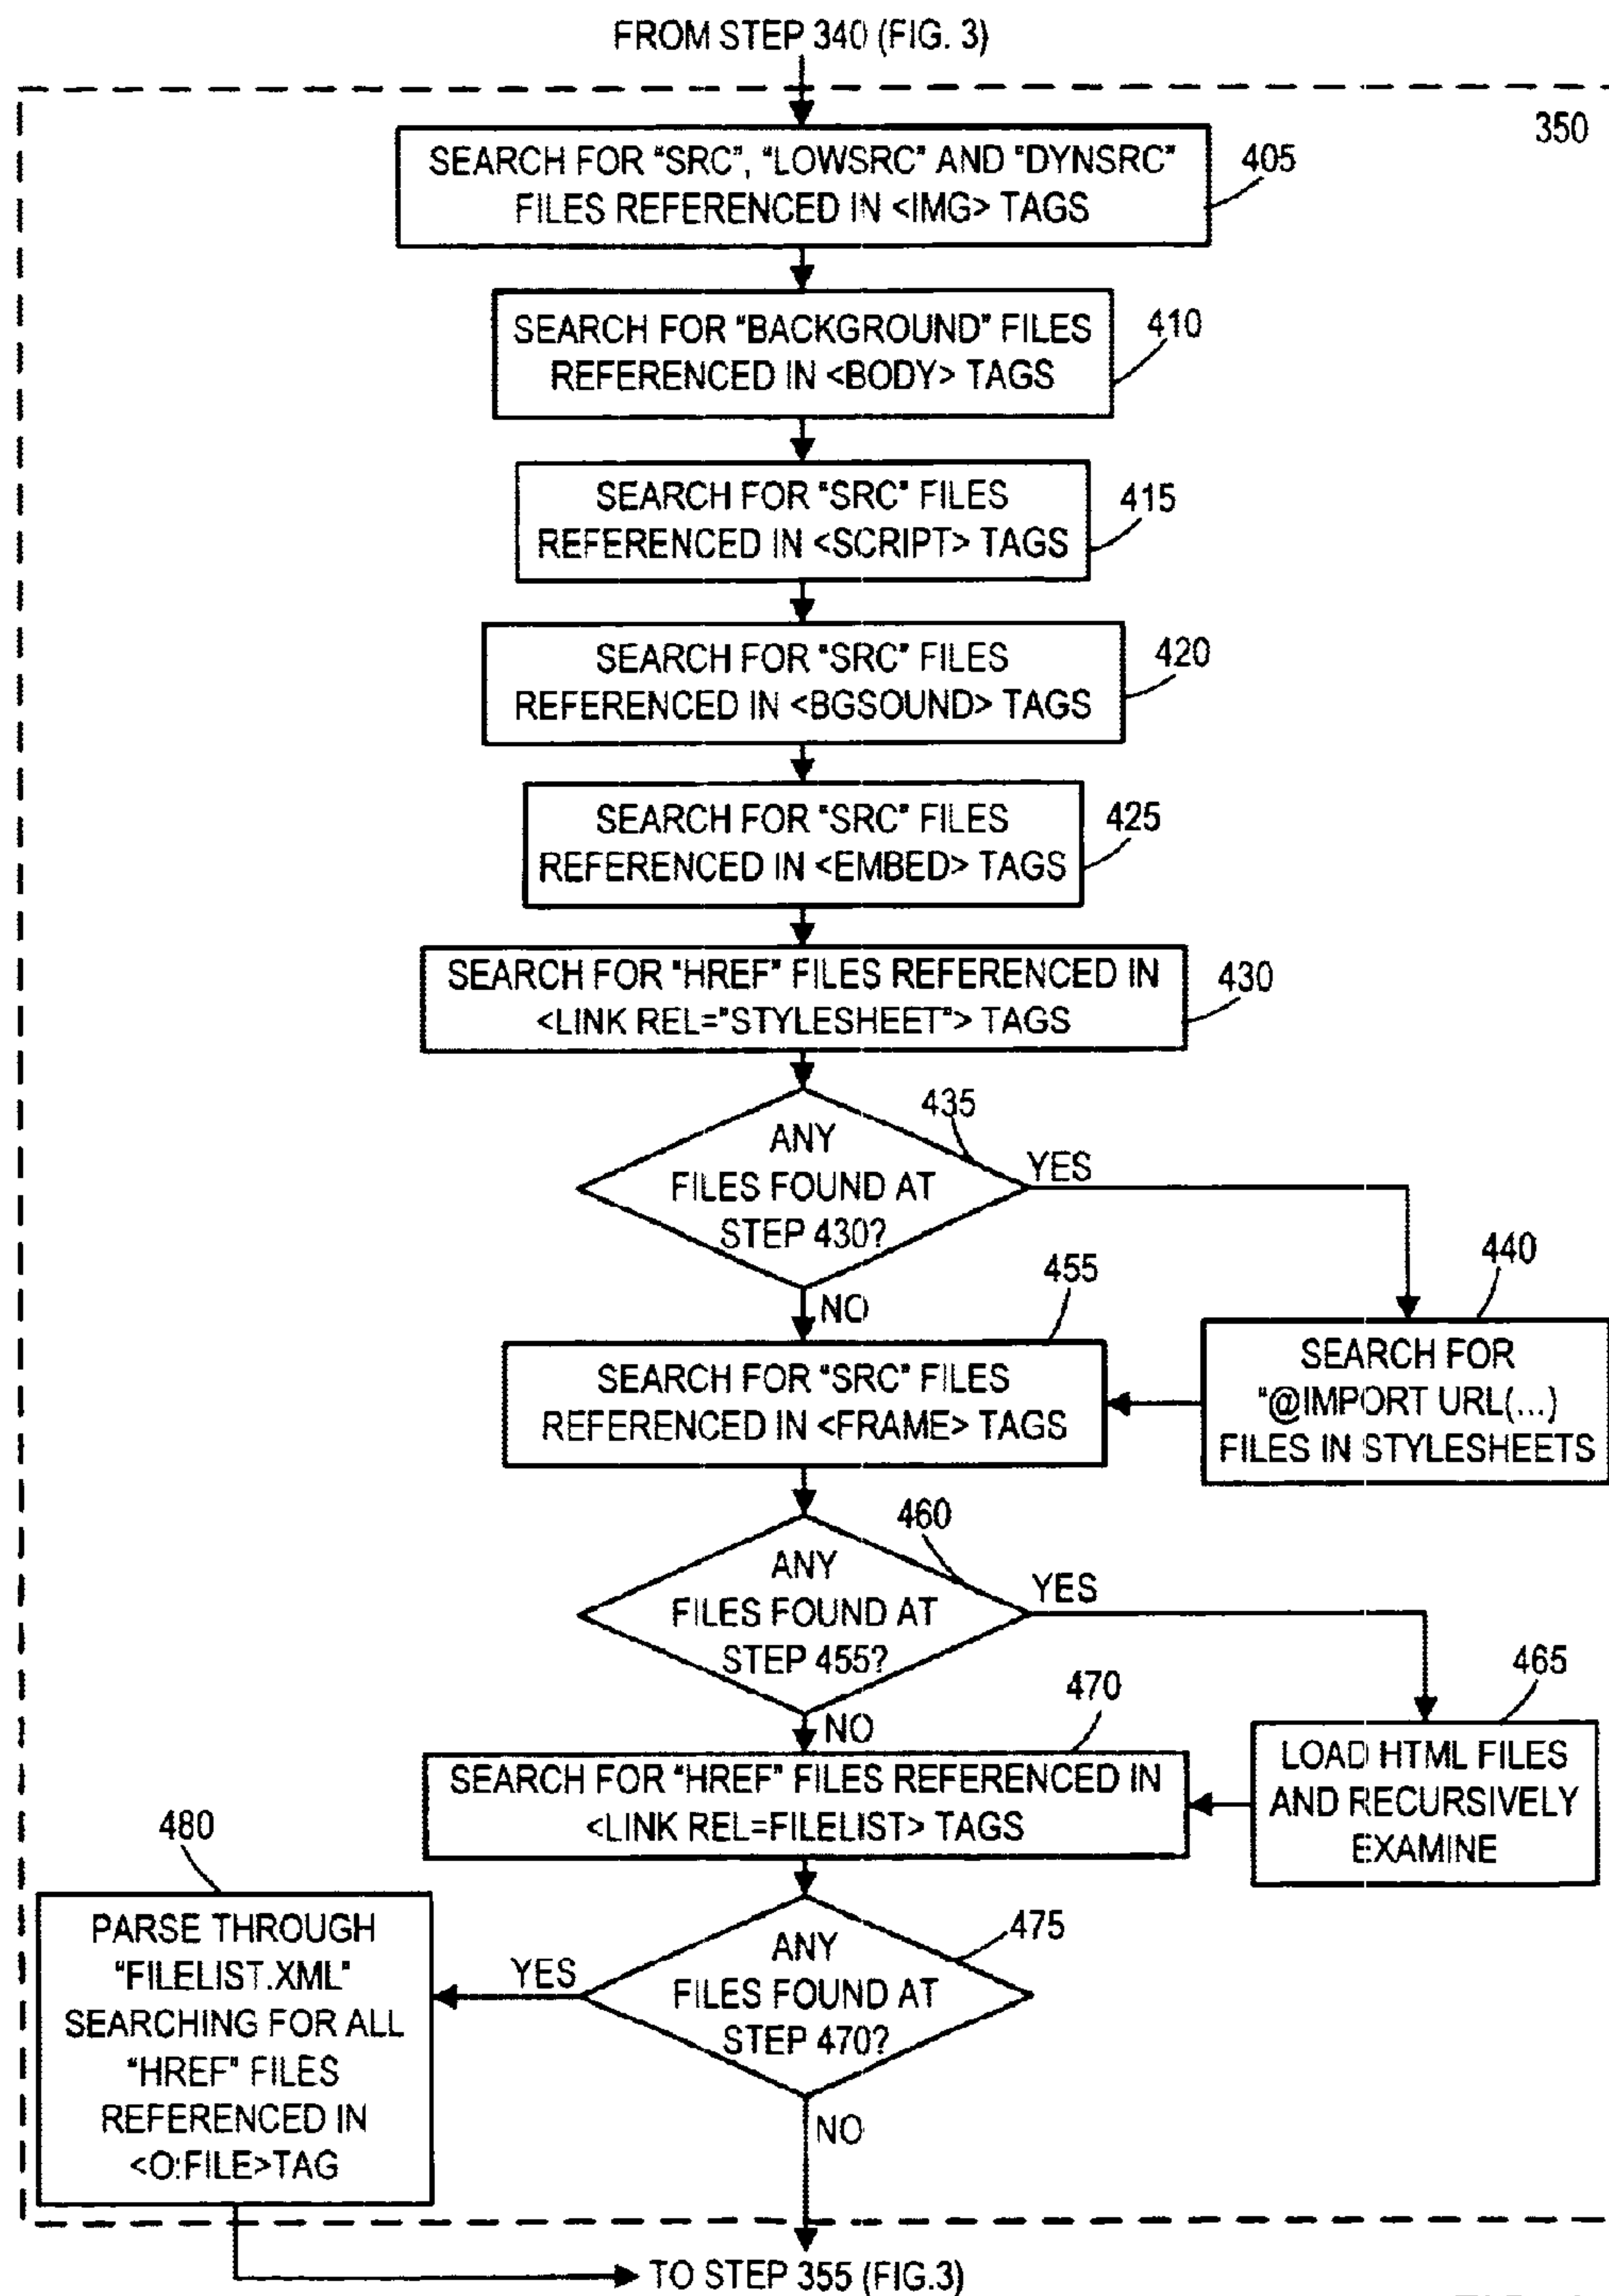 FROM STEP 340 (FIG. 3)
350
SEARCH FOR "SRC", "LOWSRC" AND "DYNSRC"
FILES REFERENCED IN <IMG> TAGS
405
SEARCH FOR "BACKGROUND" FILES
REFERENCED IN <BODY> TAGS
410
SEARCH FOR "SRC" FILES
REFERENCED IN <SCRIPT> TAGS
415
SEARCH FOR "SRC" FILES
REFERENCED IN <BGSOUND> TAGS
420
SEARCH FOR "SRC" FILES
REFERENCED IN <EMBED> TAGS
425
SEARCH FOR "HREF" FILES REFERENCED IN
<LINK REL="STYLESHEET"> TAGS
430
435
ANY
FILES FOUND AT
STEP 430?
YES
NO
440
SEARCH FOR
"@IMPORT URL(...)
FILES IN STYLESHEETS
455
SEARCH FOR "SRC" FILES
REFERENCED IN <FRAME> TAGS
460
ANY
FILES FOUND AT
STEP 455?
YES
NO
465
LOAD HTML FILES
AND RECURSIVELY
EXAMINE
470
SEARCH FOR "HREF" FILES REFERENCED IN
<LINK REL=FILELIST> TAGS
475
ANY
FILES FOUND AT
STEP 470?
YES
NO
480
PARSE THROUGH
"FILELIST.XML"
SEARCHING FOR ALL
"HREF" FILES
REFERENCED IN
<O:FILE>TAG
TO STEP 355 (FIG.3)